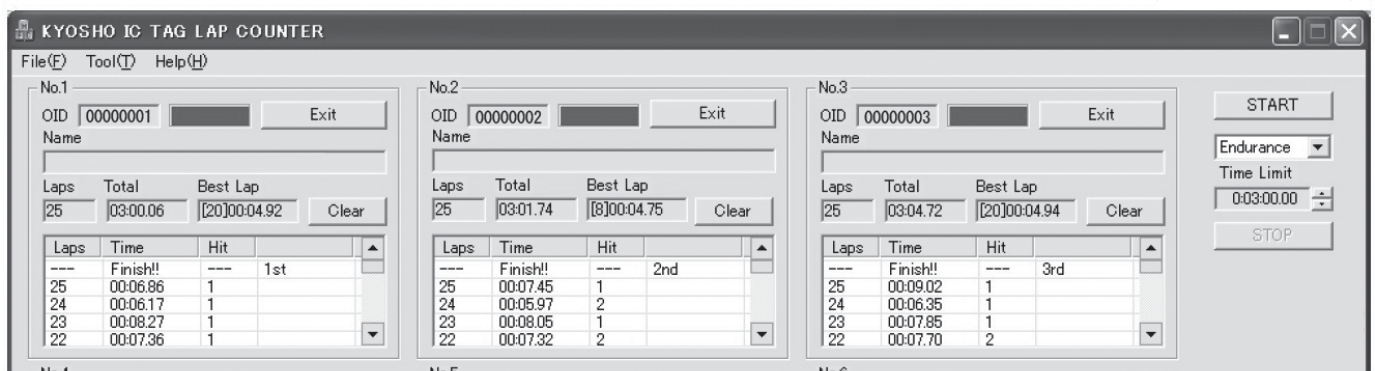 KYOSHO IC TAG LAP COUNTER
File(F) Tool(T) Help(H)
No.1
OID 00000001 Exit
Name
Laps Total Best Lap
25 03:00.06 [20]00:04.92 Clear
Laps Time Hit
--- Finish!! --- 1st
25 00:06.86 1
24 00:06.17 1
23 00:08.27 1
22 00:07.36 1
No.2
OID 00000002 Exit
Name
Laps Total Best Lap
25 03:01.74 [8]00:04.75 Clear
Laps Time Hit
--- Finish!! --- 2nd
25 00:07.45 1
24 00:05.97 2
23 00:08.05 1
22 00:07.32 2
No.3
OID 00000003 Exit
Name
Laps Total Best Lap
25 03:04.72 [20]00:04.94 Clear
Laps Time Hit
--- Finish!! --- 3rd
25 00:09.02 1
24 00:06.35 1
23 00:07.85 1
22 00:07.70 2
START
Endurance
Time Limit
0:03:00.00
STOP